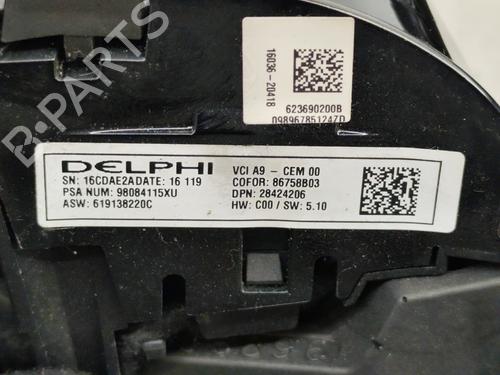 B-PARTS
16036-20418
623690200B
098967851247D
DELPHI VCI A9 - CEM 00
SN: 16CDAE2ADATE: 16 119 COFOR: 86758B03
PSA NUM: 98084115XU DPN: 28424206
ASW: 619138220C HW: C00 / SW: 5.10